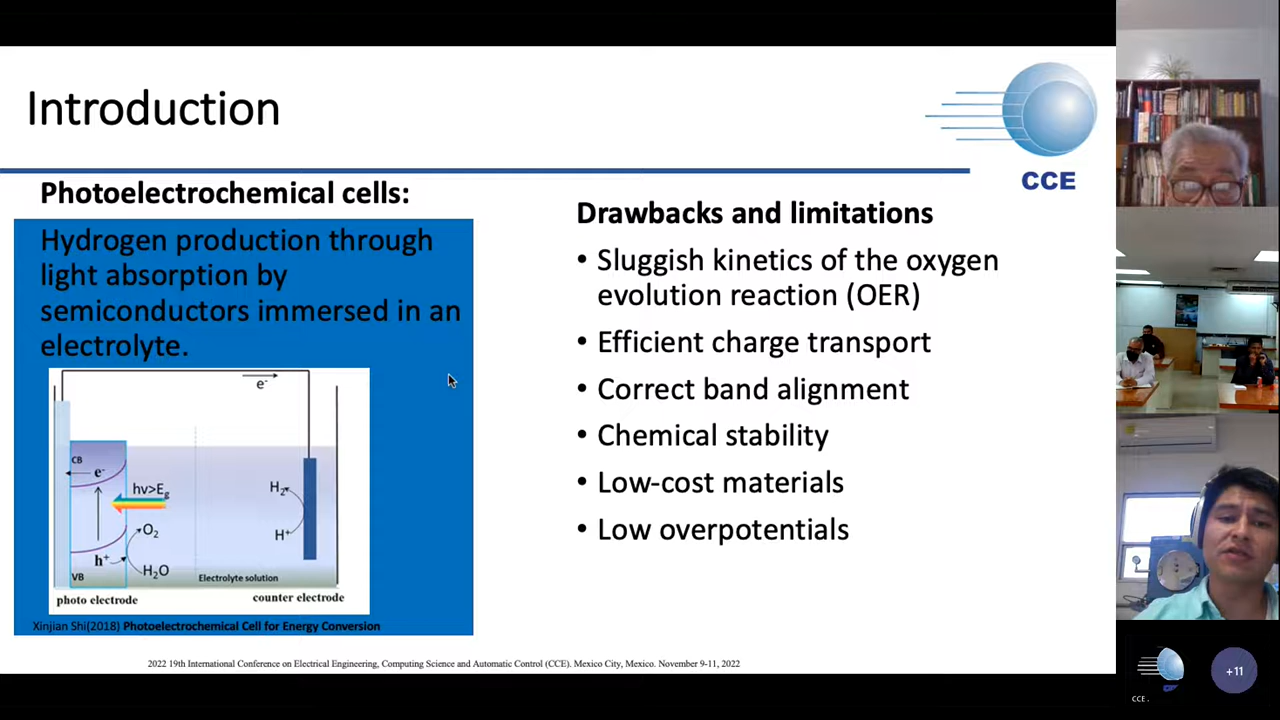 Introduction
CCE
Photoelectrochemical cells:
Hydrogen production through
light absorption by
semiconductors immersed in an
electrolyte.
e-
CB
e-
hν>Eg
O2
h+
H2O
VB
H2
H+
Electrolyte solution
photo electrode
counter electrode
Xinjian Shi(2018) Photoelectrochemical Cell for Energy Conversion
Drawbacks and limitations
• Sluggish kinetics of the oxygen
evolution reaction (OER)
• Efficient charge transport
• Correct band alignment
• Chemical stability
• Low-cost materials
• Low overpotentials
2022 19th International Conference on Electrical Engineering, Computing Science and Automatic Control (CCE). Mexico City, Mexico. November 9-11, 2022
CCE .
+11